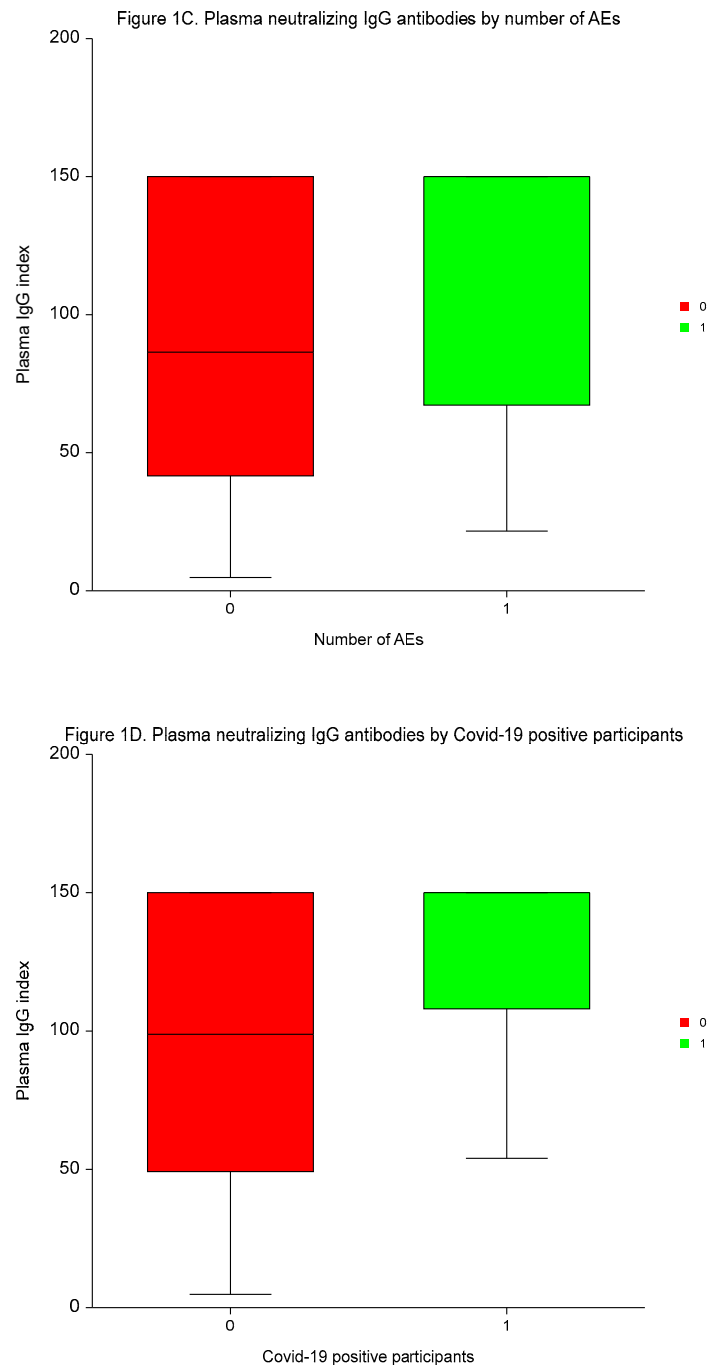 Figure 1C. Plasma neutralizing IgG antibodies by number of AEs
200
150
100
50
0
Plasma IgG index
0
1
0 1
Number of AEs
Figure 1D. Plasma neutralizing IgG antibodies by Covid-19 positive participants
200
150
100
50
0
Plasma IgG index
0
1
0 1
Covid-19 positive participants